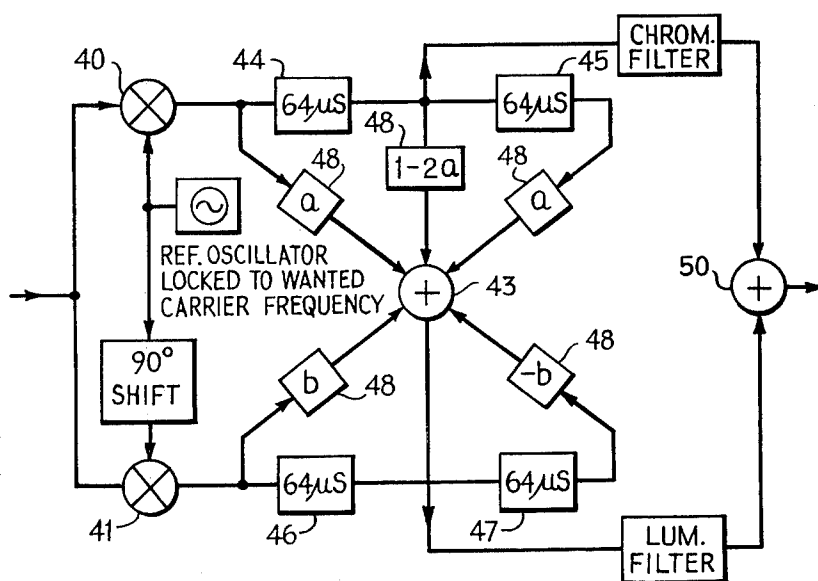 40
44
64µS
45
64µS
CHROM.
FILTER
48
1-2a
48
a
48
a
REF. OSCILLATOR
LOCKED TO WANTED
CARRIER FREQUENCY
+
43
50
+
90°
SHIFT
b
48
-b
48
41
64µS
46
64µS
47
LUM.
FILTER